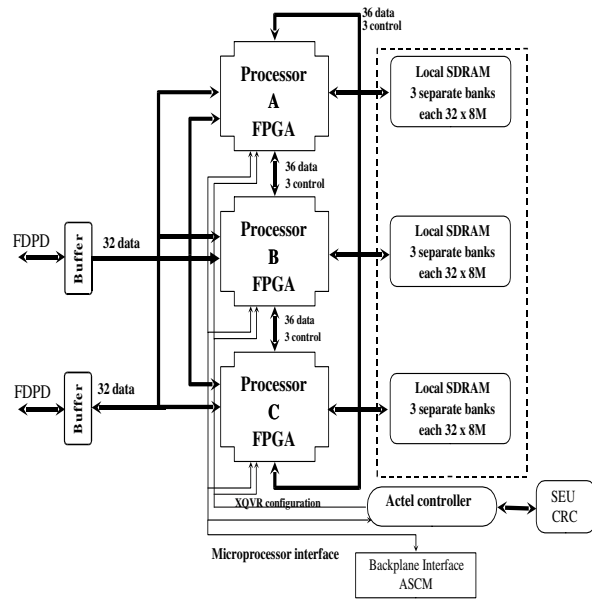 36 data
3 control
Processor
A
FPGA
Local SDRAM
3 separate banks
each 32 x 8M
36 data
3 control
FDPD
Buffer
32 data
Processor
B
FPGA
Local SDRAM
3 separate banks
each 32 x 8M
36 data
3 control
FDPD
Buffer
32 data
Processor
C
FPGA
Local SDRAM
3 separate banks
each 32 x 8M
XQVR configuration
Actel controller
SEU
CRC
Microprocessor interface
Backplane Interface
ASCM